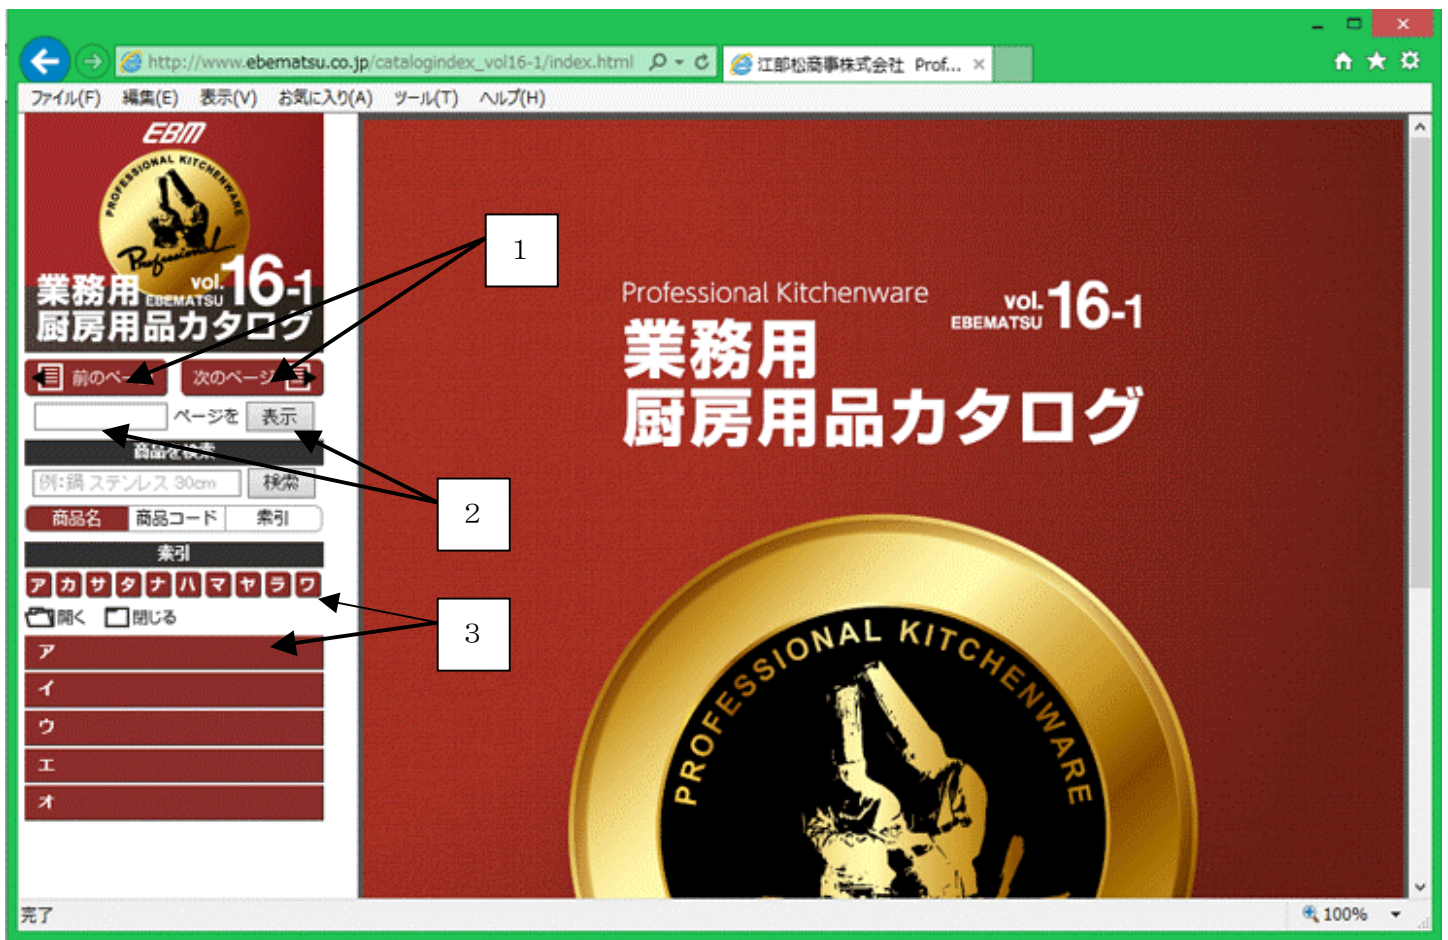 http://www.ebematsu.co.jp/catalogindex_vol16-1/index.html
江部松商事株式会社 Prof...
ファイル(F) 編集(E) 表示(V) お気に入り(A) ツール(T) ヘルプ(H)
EBM
PROFESSIONAL KITCHENWARE
Professional
業務用 EBEMATSU vol.16-1
厨房用品カタログ
前のペー
次のページ
ページを 表示
商品を検索
例：鍋 ステンレス 30cm 検索
商品名 商品コード 索引
索引
ア カ サ タ ナ ハ マ ヤ ラ ワ
開く 閉じる
ア
イ
ウ
エ
オ
1
2
3
Professional Kitchenware
EBEMATSU vol.16-1
業務用
厨房用品カタログ
PROFESSIONAL KITCHENWARE
完了
100%